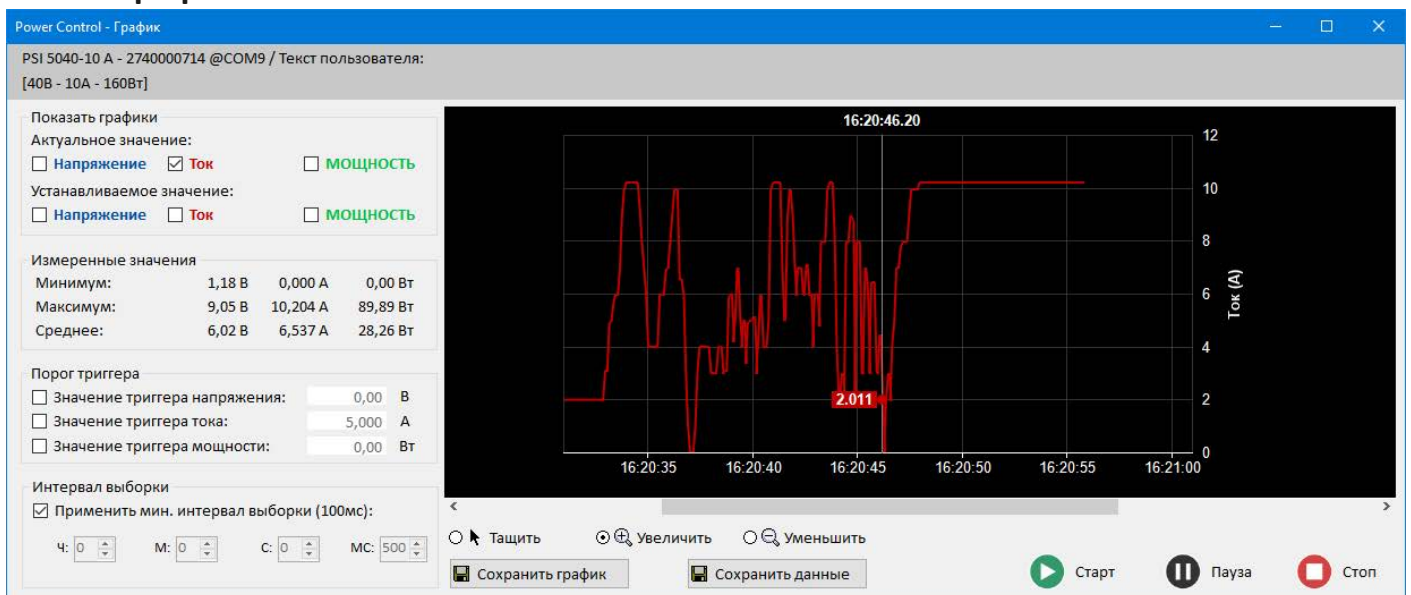 Power Control - График
PSI 5040-10 A - 2740000714 @COM9 / Текст пользователя:
[40В - 10А - 160Вт]
Показать графики
Актуальное значение:
Напряжение Ток МОЩНОСТЬ
Устанавливаемое значение:
Напряжение Ток МОЩНОСТЬ
Измеренные значения
Минимум: 1,18 В 0,000 А 0,00 Вт
Максимум: 9,05 В 10,204 А 89,89 Вт
Среднее: 6,02 В 6,537 А 28,26 Вт
Порог триггера
Значение триггера напряжения: 0,00 В
Значение триггера тока: 5,000 А
Значение триггера мощности: 0,00 Вт
Интервал выборки
Применить мин. интервал выборки (100мс):
Ч: 0 М: 0 С: 0 МС: 500
16:20:46.20
12
10
8
6
4
2
0
Ток (А)
2.011
16:20:35 16:20:40 16:20:45 16:20:50 16:20:55 16:21:00
Тащить Увеличить Уменьшить
Сохранить график Сохранить данные Старт Пауза Стоп